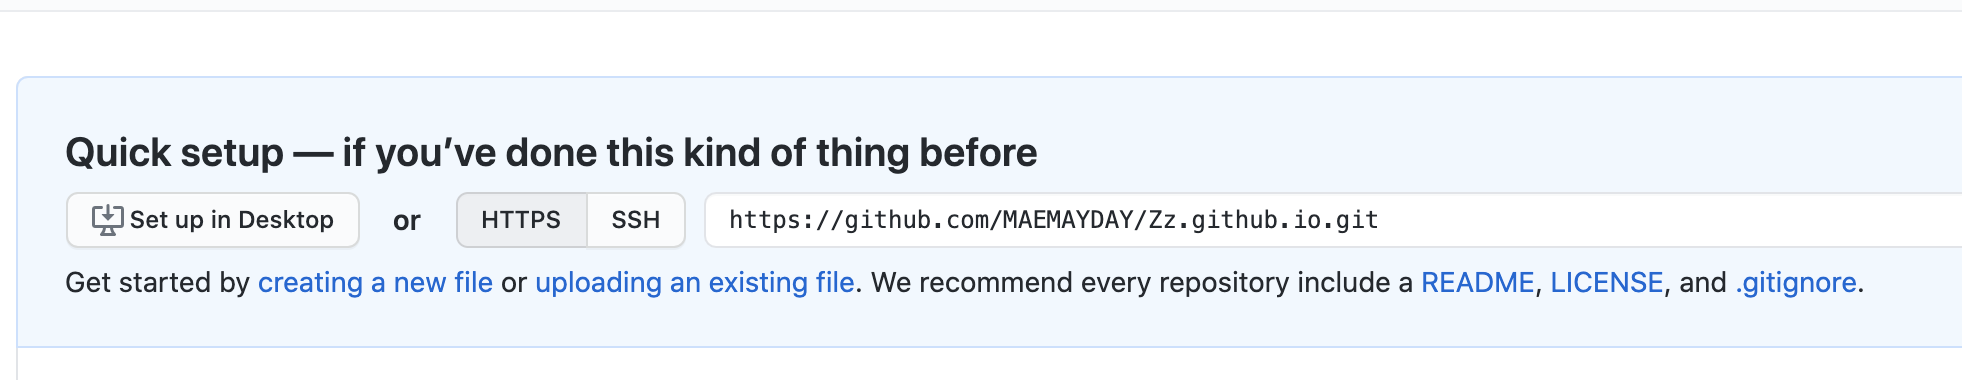 Quick setup — if you’ve done this kind of thing before
Set up in Desktop or HTTPS SSH https://github.com/MAEMAYDAY/Zz.github.io.git
Get started by creating a new file or uploading an existing file. We recommend every repository include a README, LICENSE, and .gitignore.